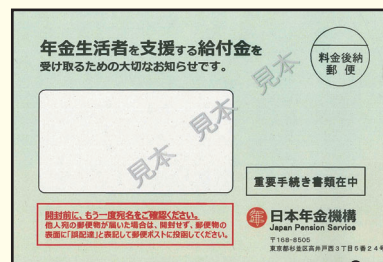 年金生活者を支援する給付金を
受け取るための大切なお知らせです。
料金後納
郵便
見本
見本
見本
重要手続き書類在中
開封前に、もう一度宛名をご確認ください。
他人宛の郵便物が届いた場合は、開封せず、郵便物の
表面に「誤配達」と表記して郵便ポストに投函してください。
日本年金機構
Japan Pension Service
〒168-8505
東京都杉並区高井戸西3丁目5番24号